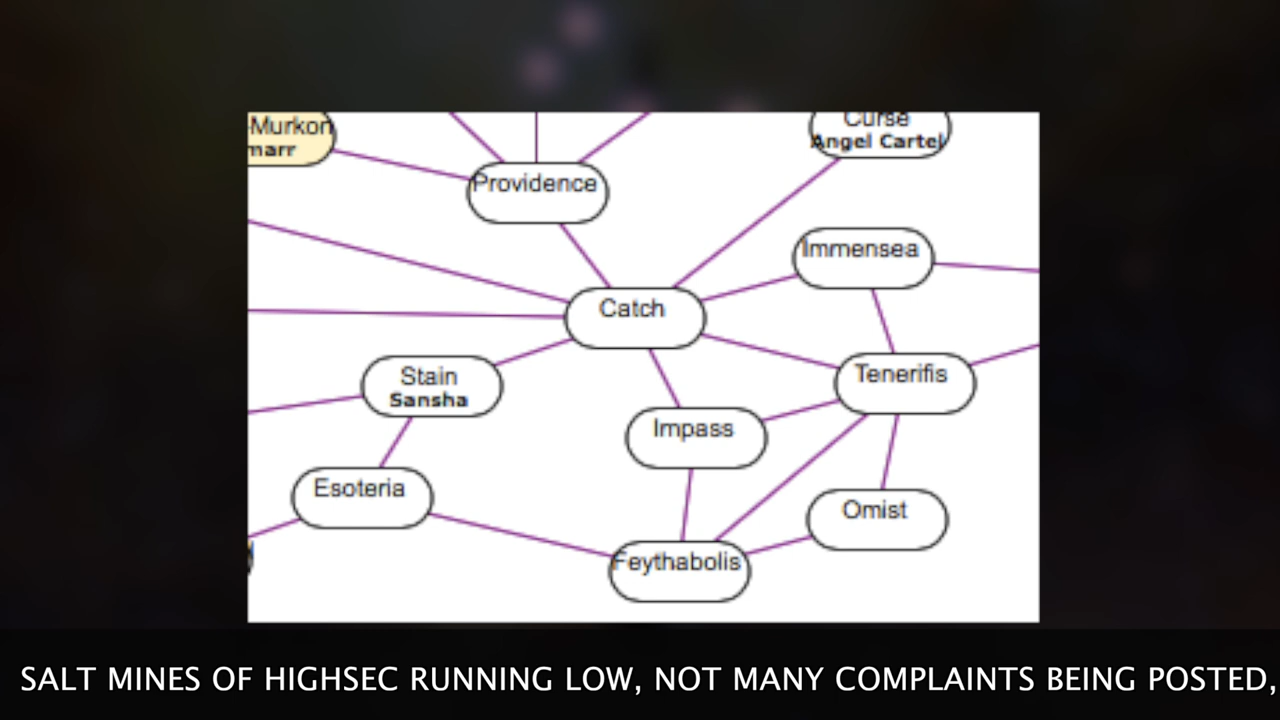 -Murkon
marr
Curse
Angel Cartel
Providence
Immensea
Catch
Stain
Sansha
Tenerifis
Impass
Esoteria
Omist
Feythabolis
SALT MINES OF HIGHSEC RUNNING LOW, NOT MANY COMPLAINTS BEING POSTED,